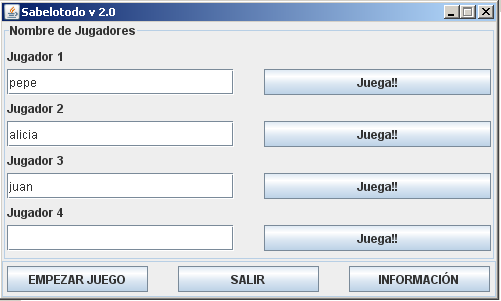 Sabelotodo v 2.0
Nombre de Jugadores
Jugador 1
pepe Juega!!
Jugador 2
alicia Juega!!
Jugador 3
juan Juega!!
Jugador 4
Juega!!
EMPEZAR JUEGO SALIR INFORMACIÓN